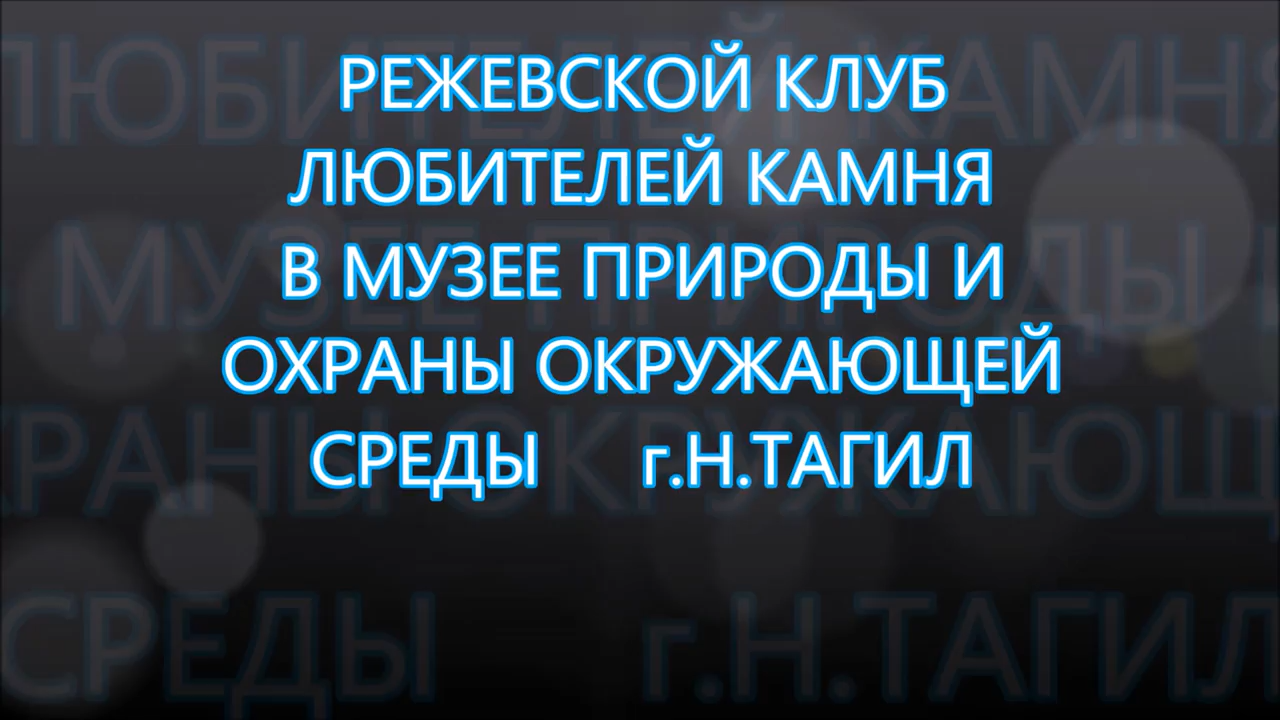 РЕЖЕВСКОЙ КЛУБ
ЛЮБИТЕЛЕЙ КАМНЯ
В МУЗЕЕ ПРИРОДЫ И
ОХРАНЫ ОКРУЖАЮЩЕЙ
СРЕДЫ г.Н.ТАГИЛ